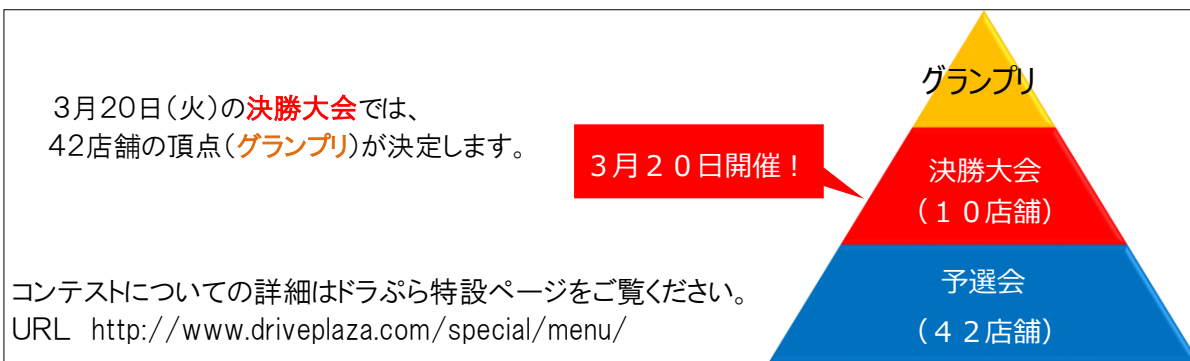 3月20日(火)の決勝大会では、
42店舗の頂点(グランプリ)が決定します。
3月20日開催!
グランプリ
決勝大会
(10店舗)
予選会
(42店舗)
コンテストについての詳細はドラぷら特設ページをご覧ください。
URL http://www.driveplaza.com/special/menu/